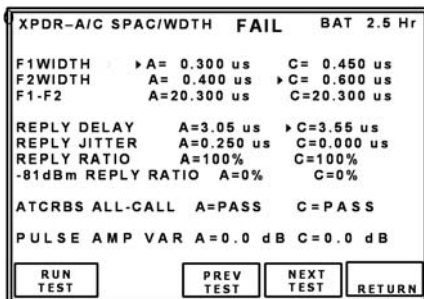 XPDR-A/C SPAC/WDTH FAIL BAT 2.5 Hr
F1WIDTH ▸A= 0.300 us C= 0.450 us
F2WIDTH A= 0.400 us ▸C= 0.600 us
F1-F2 A=20.300 us C=20.300 us
REPLY DELAY A=3.05 us ▸C=3.55 us
REPLY JITTER A=0.250 us C=0.000 us
REPLY RATIO A=100% C=100%
-81dBm REPLY RATIO A=0% C=0%
ATCRBS ALL-CALL A=PASS C=PASS
PULSE AMP VAR A=0.0 dB C=0.0 dB
RUN TEST PREV TEST NEXT TEST RETURN